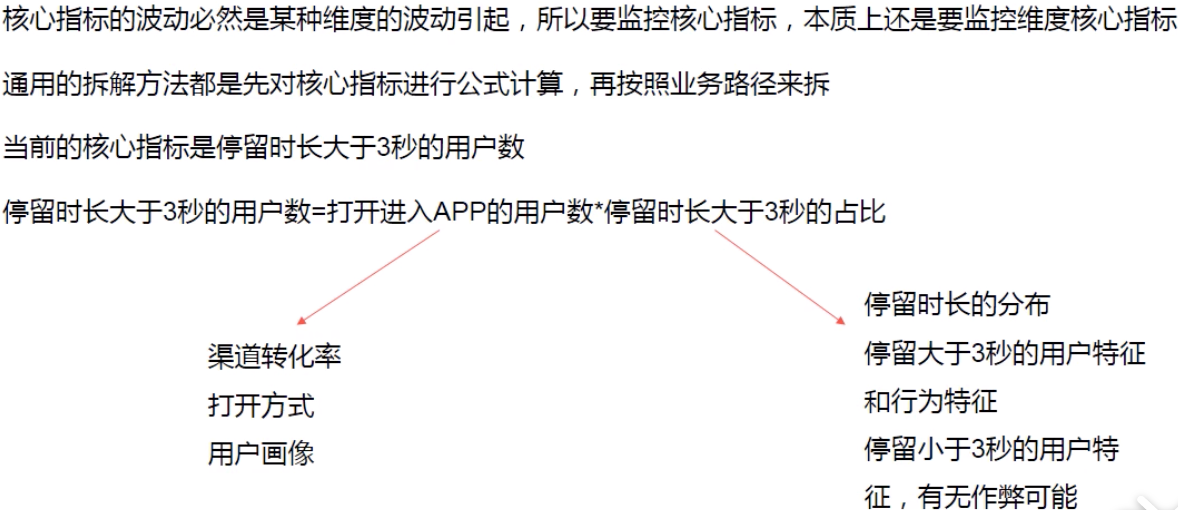 核心指标的波动必然是某种维度的波动引起，所以要监控核心指标，本质上还是要监控维度核心指标
通用的拆解方法都是先对核心指标进行公式计算，再按照业务路径来拆
当前的核心指标是停留时长大于3秒的用户数
停留时长大于3秒的用户数=打开进入APP的用户数*停留时长大于3秒的占比
渠道转化率
打开方式
用户画像
停留时长的分布
停留大于3秒的用户特征
和行为特征
停留小于3秒的用户特
征，有无作弊可能